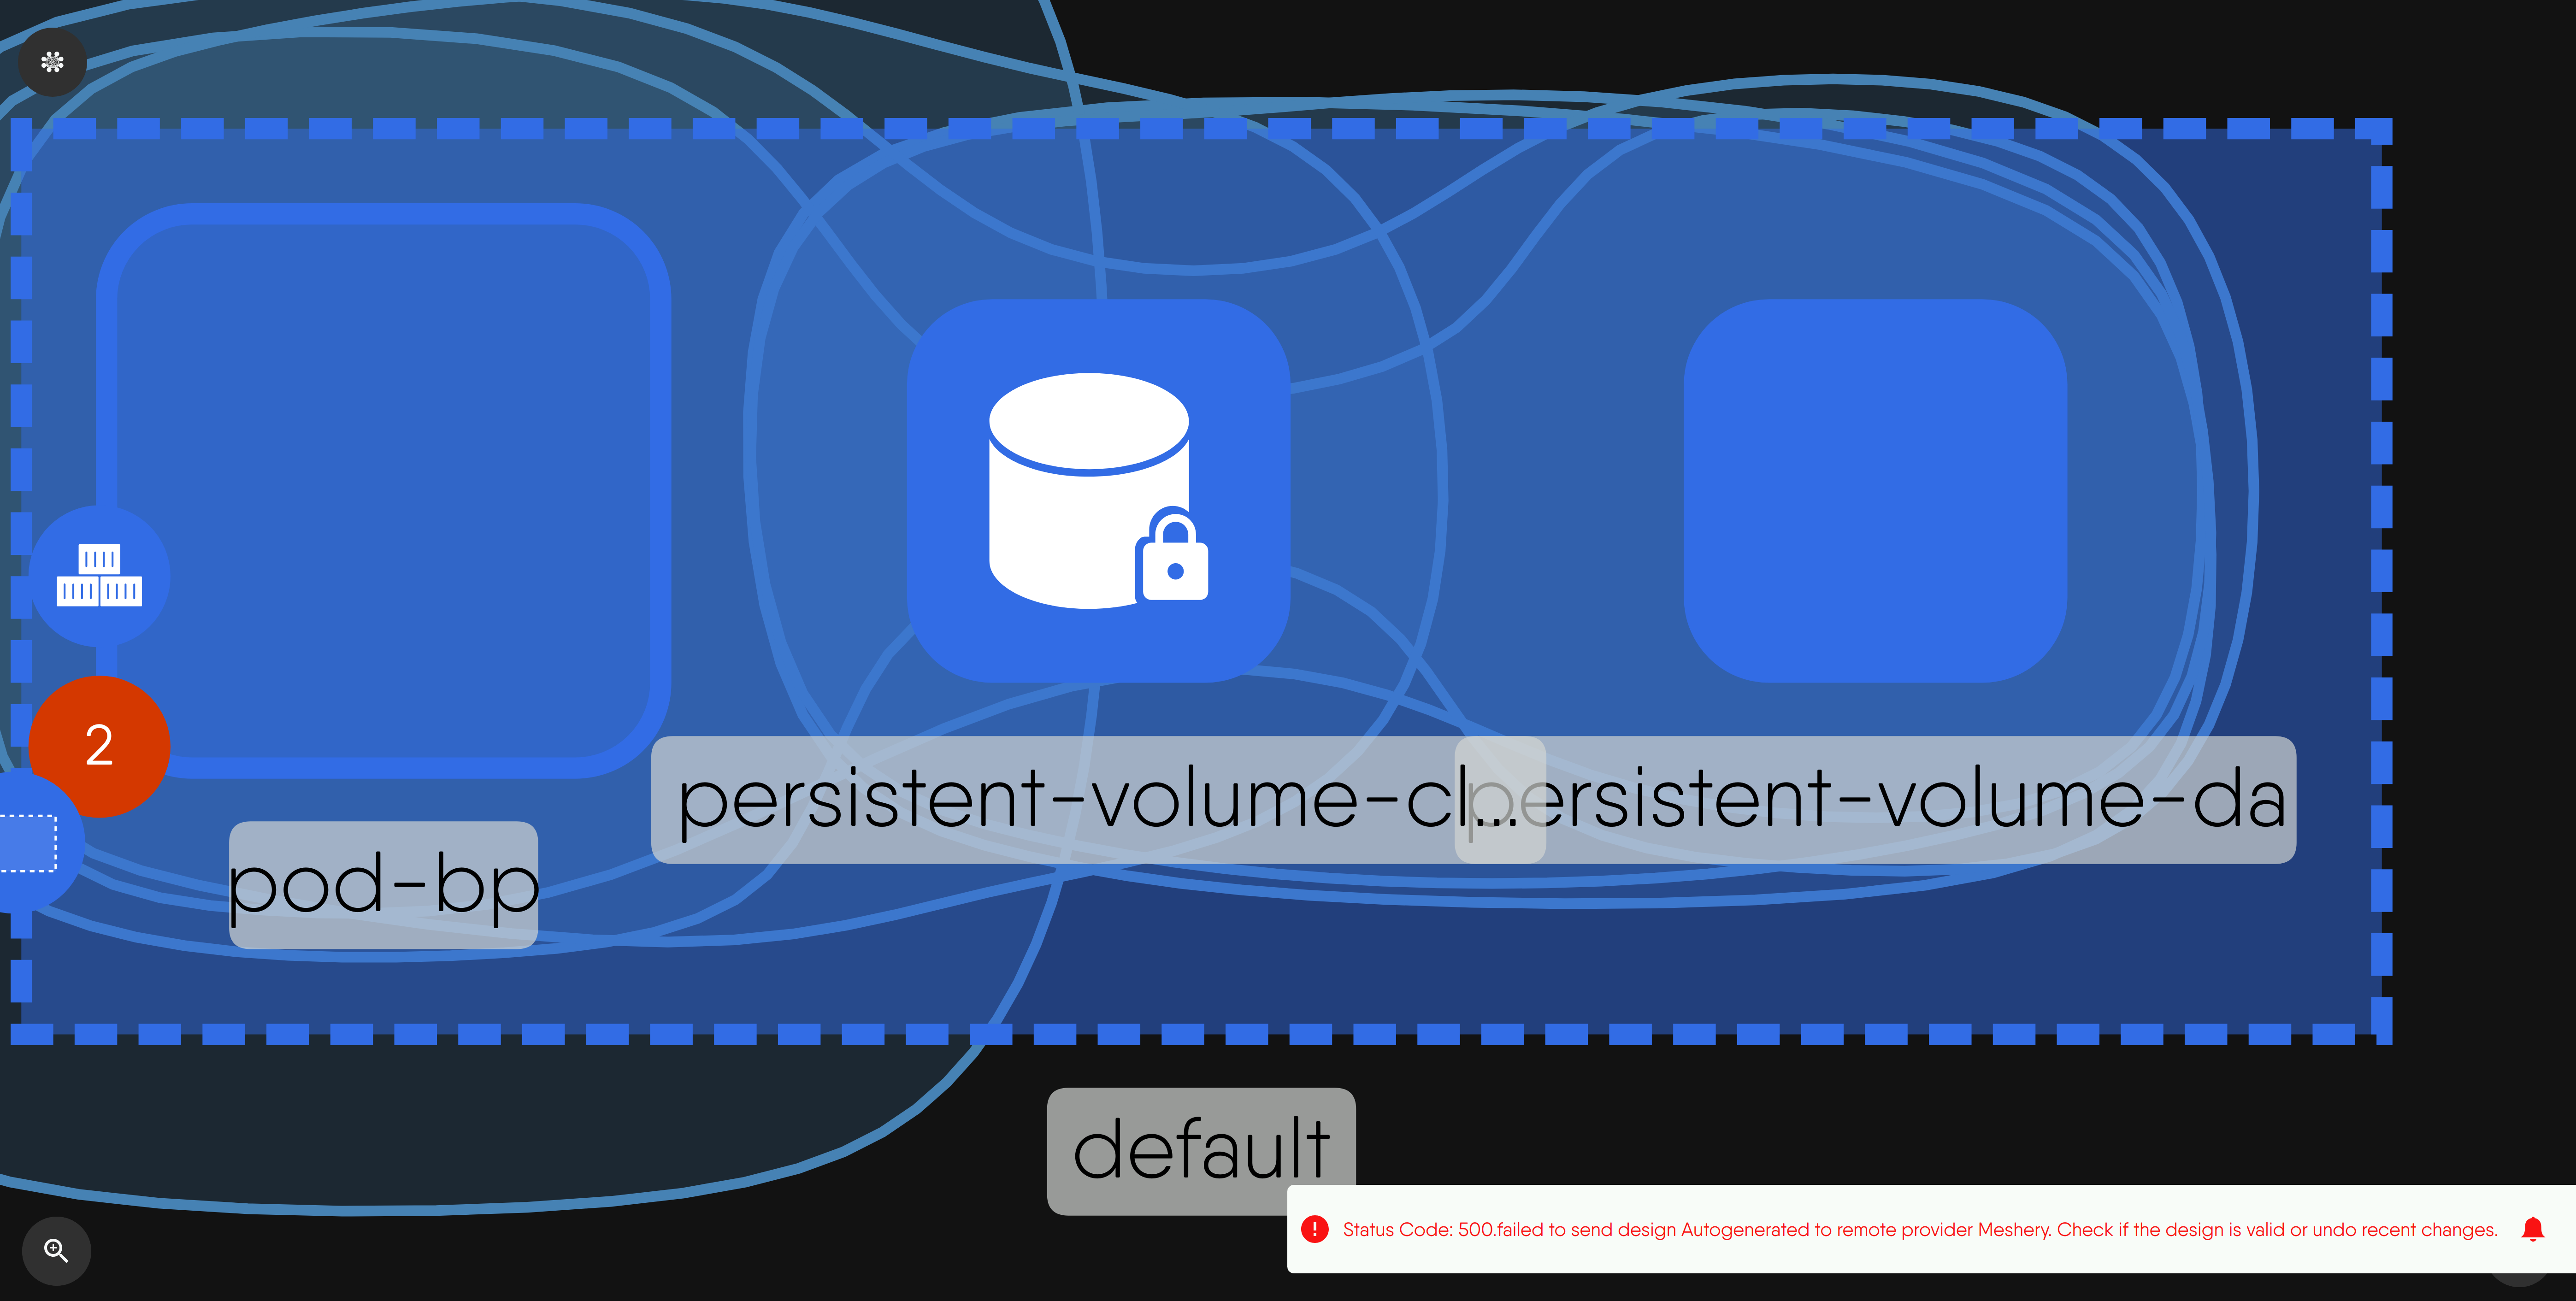 2
persistent-volume-cl...
persistent-volume-da
pod-bp
default
Status Code: 500.failed to send design Autogenerated to remote provider Meshery. Check if the design is valid or undo recent changes.